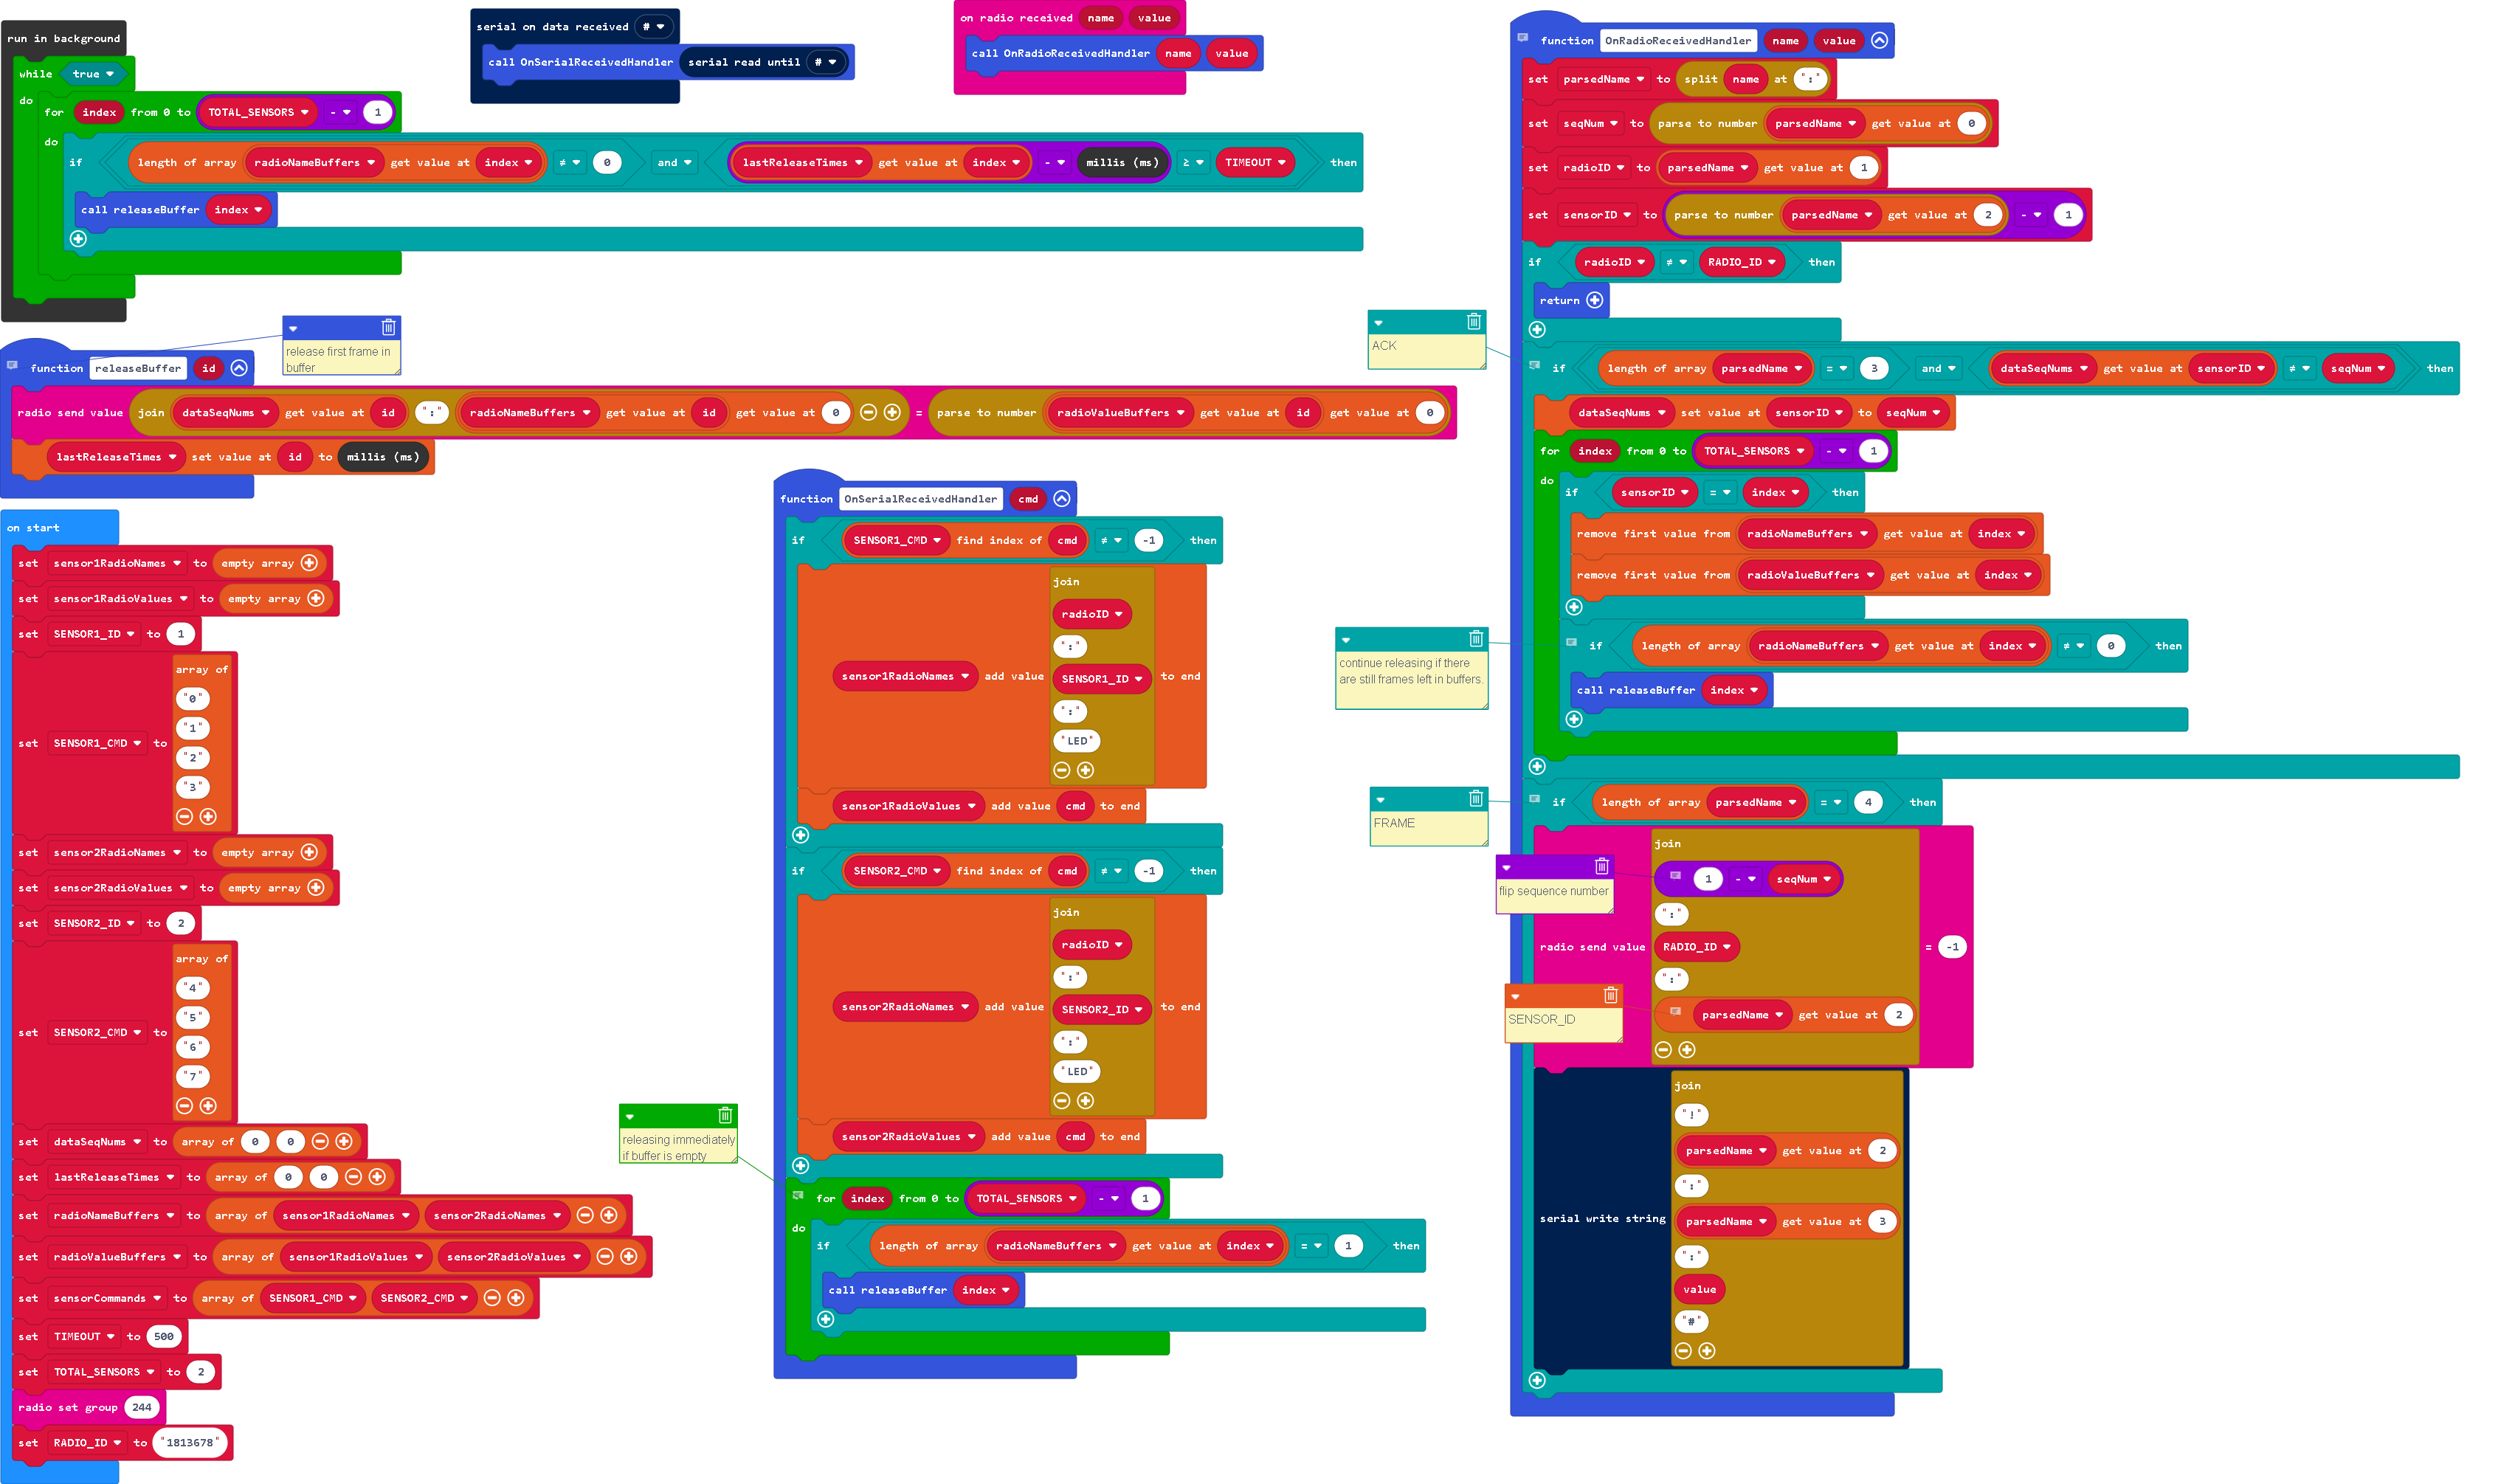 run in background
while true
do
for index from 0 to TOTAL_SENSORS - 1
do
if length of array radioNameBuffers get value at index ≠ 0 and lastReleaseTimes get value at index - millis (ms) ≥ TIMEOUT then
call releaseBuffer index
serial on data received #
call OnSerialReceivedHandler serial read until #
on radio received name value
call OnRadioReceivedHandler name value
release first frame in
buffer
function releaseBuffer id
radio send value join dataSeqNums get value at id ":" radioNameBuffers get value at id get value at 0 = parse to number radioValueBuffers get value at id get value at 0
lastReleaseTimes set value at id to millis (ms)
on start
set sensor1RadioNames to empty array
set sensor1RadioValues to empty array
set SENSOR1_ID to 1
set SENSOR1_CMD to array of
"0"
"1"
"2"
"3"
set sensor2RadioNames to empty array
set sensor2RadioValues to empty array
set SENSOR2_ID to 2
set SENSOR2_CMD to array of
"4"
"5"
"6"
"7"
set dataSeqNums to array of 0 0
set lastReleaseTimes to array of 0 0
set radioNameBuffers to array of sensor1RadioNames sensor2RadioNames
set radioValueBuffers to array of sensor1RadioValues sensor2RadioValues
set sensorCommands to array of SENSOR1_CMD SENSOR2_CMD
set TIMEOUT to 500
set TOTAL_SENSORS to 2
radio set group 244
set RADIO_ID to "1813678"
function OnSerialReceivedHandler cmd
if SENSOR1_CMD find index of cmd ≠ -1 then
sensor1RadioNames add value join
radioID
":"
SENSOR1_ID
":"
"LED"
to end
sensor1RadioValues add value cmd to end
if SENSOR2_CMD find index of cmd ≠ -1 then
sensor2RadioNames add value join
radioID
":"
SENSOR2_ID
":"
"LED"
to end
sensor2RadioValues add value cmd to end
releasing immediately
if buffer is empty
for index from 0 to TOTAL_SENSORS - 1
do
if length of array radioNameBuffers get value at index = 1 then
call releaseBuffer index
function OnRadioReceivedHandler name value
set parsedName to split name at ":"
set seqNum to parse to number parsedName get value at 0
set radioID to parsedName get value at 1
set sensorID to parse to number parsedName get value at 2 - 1
if radioID ≠ RADIO_ID then
return
ACK
if length of array parsedName = 3 and dataSeqNums get value at sensorID ≠ seqNum then
dataSeqNums set value at sensorID to seqNum
for index from 0 to TOTAL_SENSORS - 1
do
if sensorID = index then
remove first value from radioNameBuffers get value at index
remove first value from radioValueBuffers get value at index
continue releasing if there
are still frames left in buffers.
if length of array radioNameBuffers get value at index ≠ 0 then
call releaseBuffer index
FRAME
if length of array parsedName = 4 then
radio send value join
flip sequence number
1 - seqNum
":"
RADIO_ID
":"
SENSOR_ID
parsedName get value at 2
= -1
serial write string join
"!"
parsedName get value at 2
":"
parsedName get value at 3
":"
value
"#"